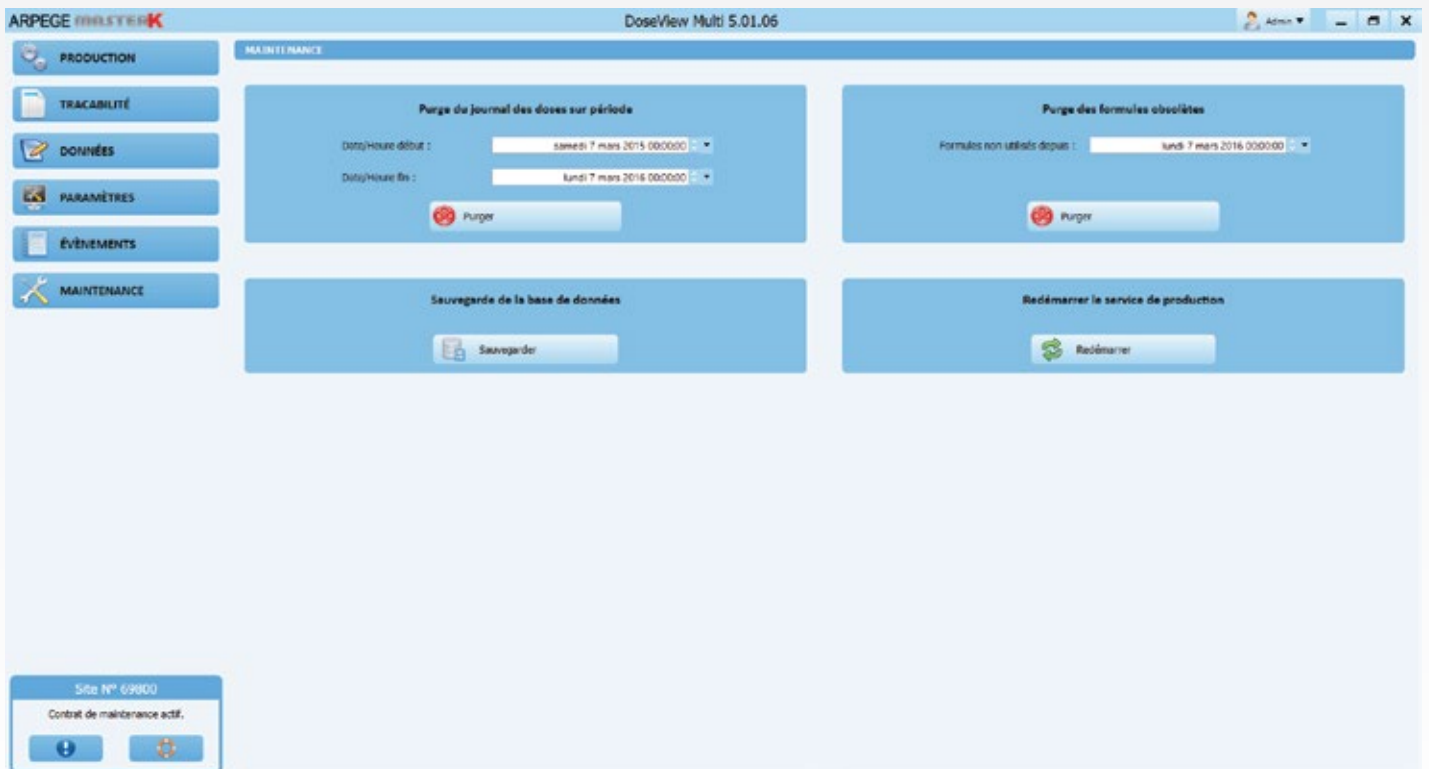 ARPEGE MASTERK
DoseView Multi 5.01.06
Admin
PRODUCTION
TRACABILITÉ
DONNÉES
PARAMÈTRES
ÉVÈNEMENTS
MAINTENANCE
MAINTENANCE
Purge du journal des doses sur période
Date/Heure début :
samedi 7 mars 2015 00:00:00
Date/Heure fin :
lundi 7 mars 2016 00:00:00
Purger
Purge des formules obsolètes
Formules non utilisés depuis :
lundi 7 mars 2016 00:00:00
Purger
Sauvegarde de la base de données
Sauvegarder
Redémarrer le service de production
Redémarrer
Site N° 69800
Contrat de maintenance actif.